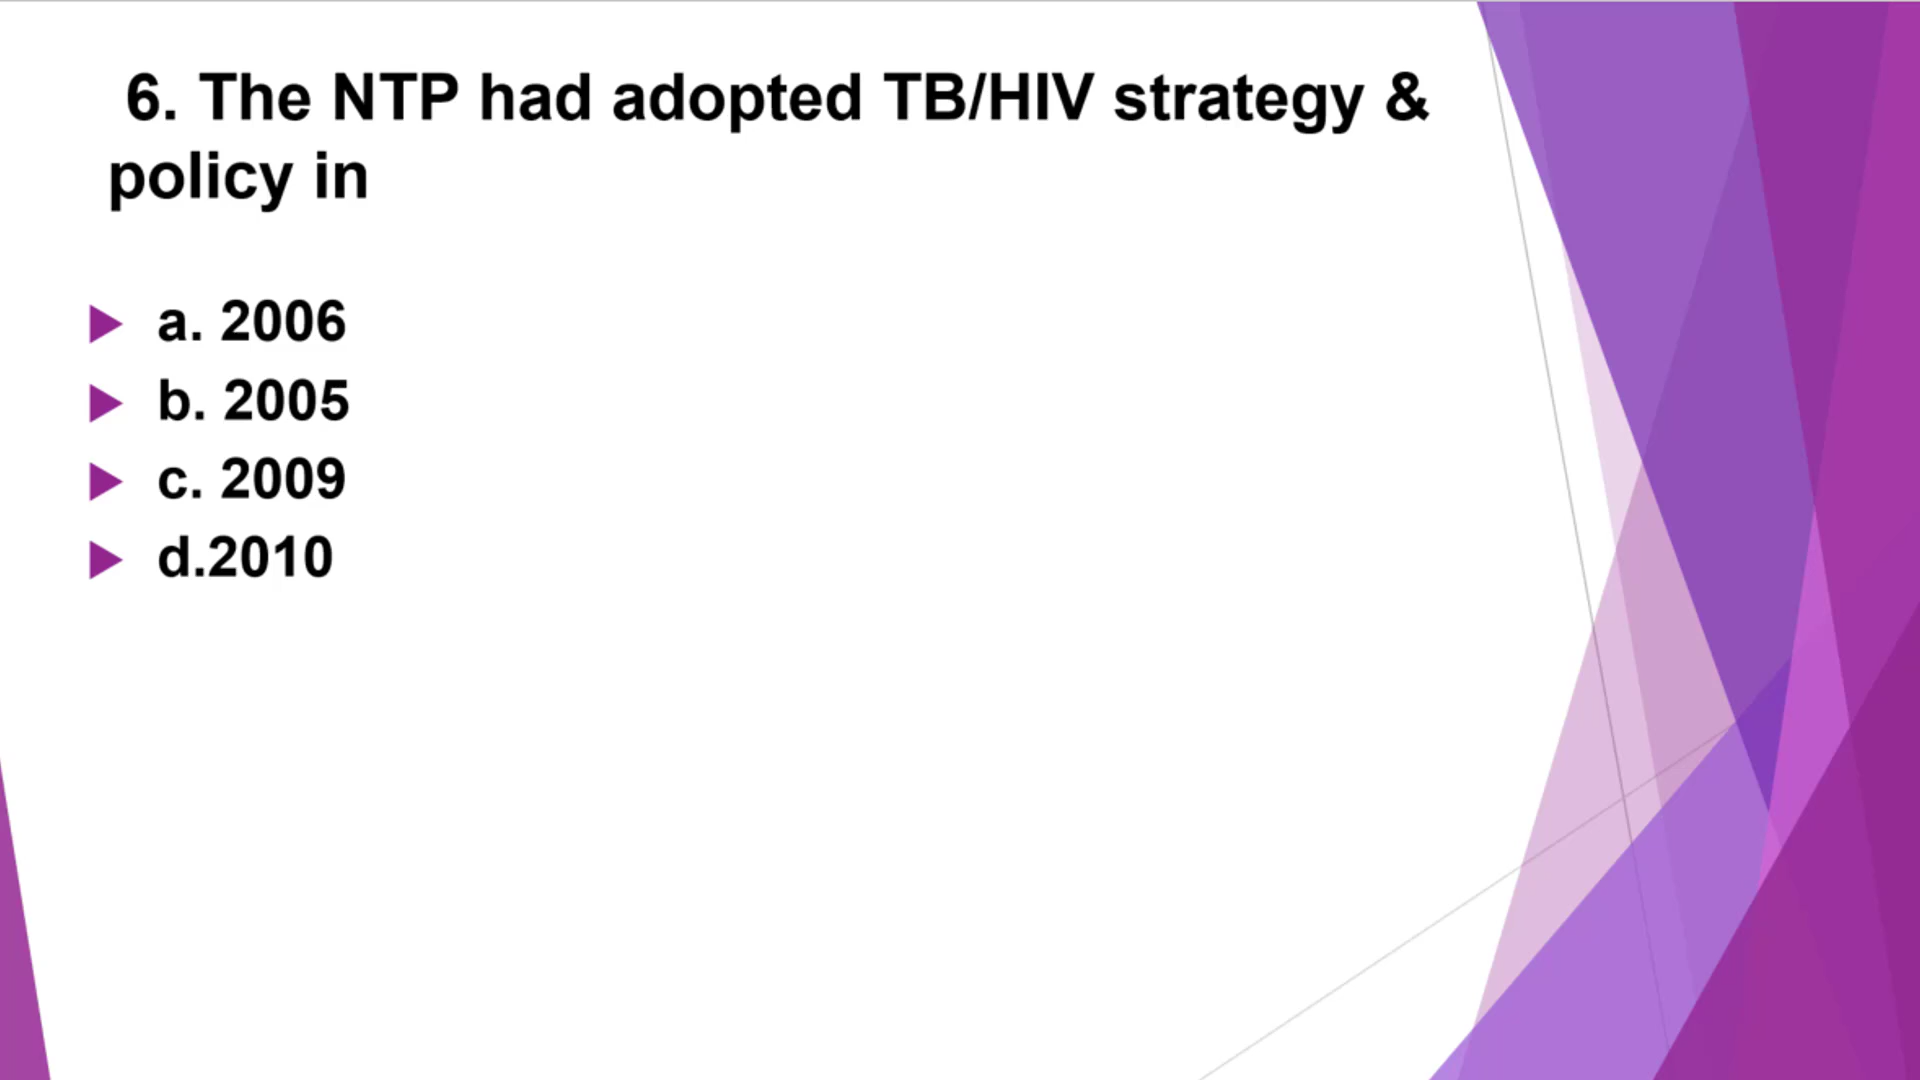 6. The NTP had adopted TB/HIV strategy &
policy in
a. 2006
b. 2005
c. 2009
d.2010